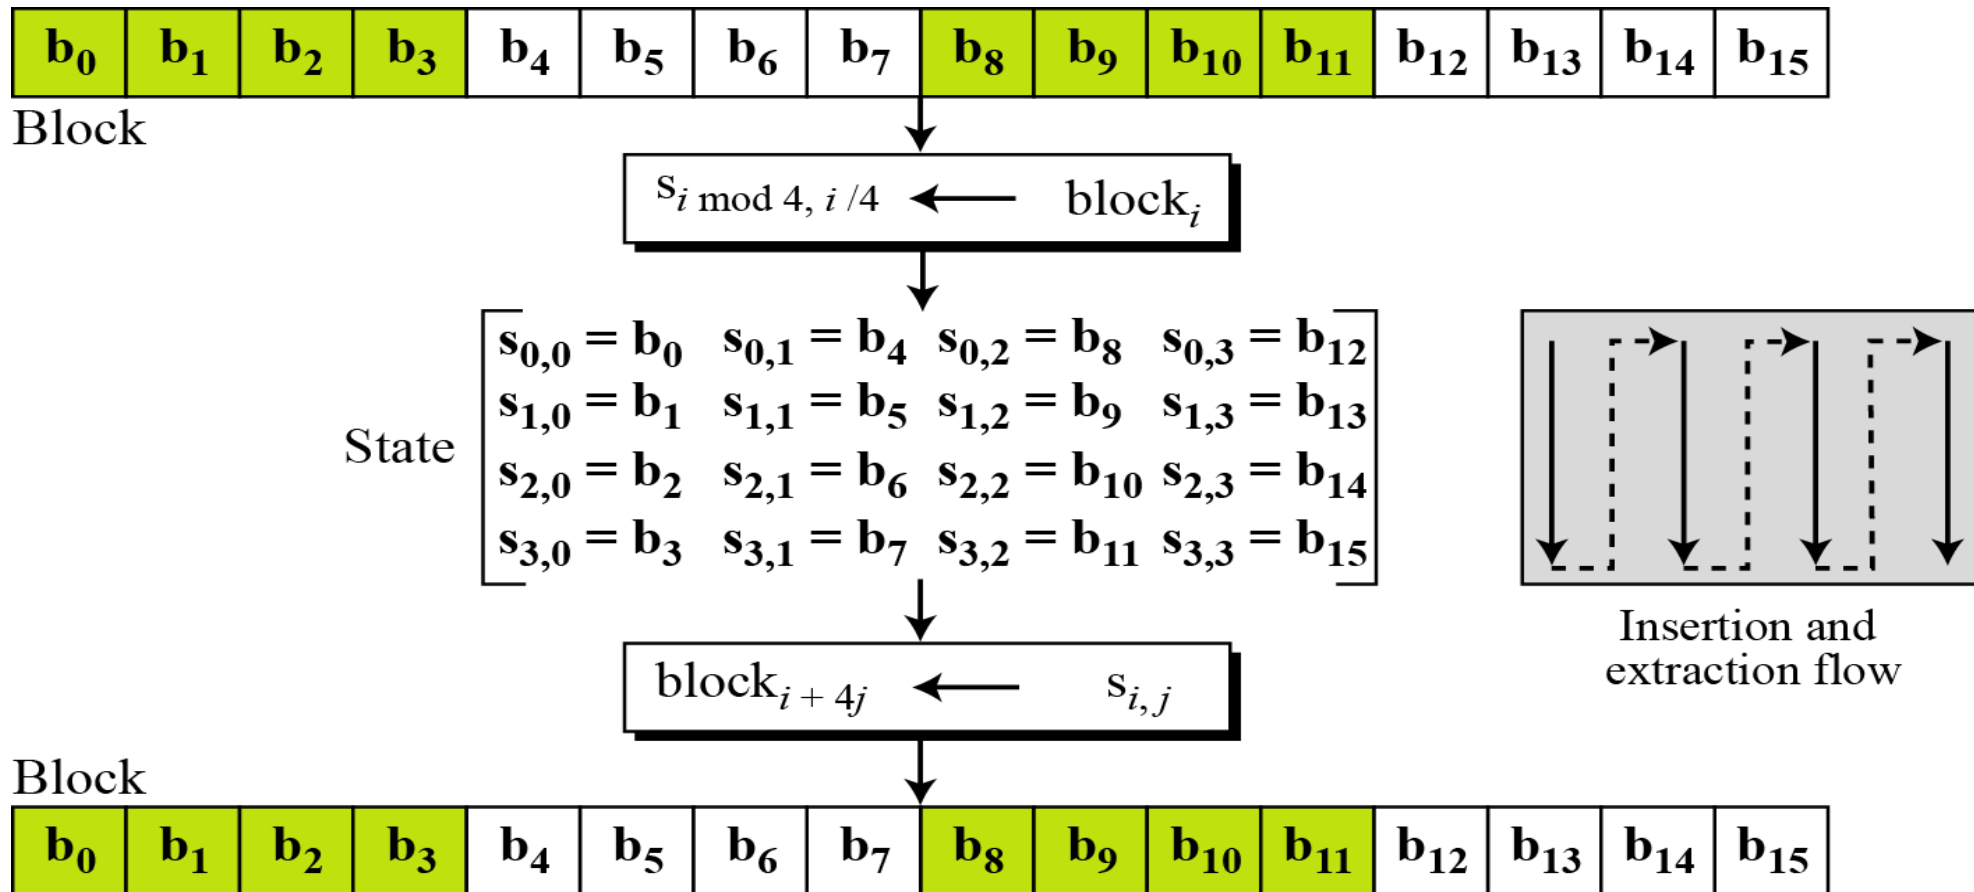 b0 b1 b2 b3 b4 b5 b6 b7 b8 b9 b10 b11 b12 b13 b14 b15
Block
s i mod 4, i /4 ← block i
s0,0 = b0 s0,1 = b4 s0,2 = b8 s0,3 = b12
s1,0 = b1 s1,1 = b5 s1,2 = b9 s1,3 = b13
State
s2,0 = b2 s2,1 = b6 s2,2 = b10 s2,3 = b14
s3,0 = b3 s3,1 = b7 s3,2 = b11 s3,3 = b15
Insertion and
extraction flow
block i + 4j ← s i, j
Block
b0 b1 b2 b3 b4 b5 b6 b7 b8 b9 b10 b11 b12 b13 b14 b15